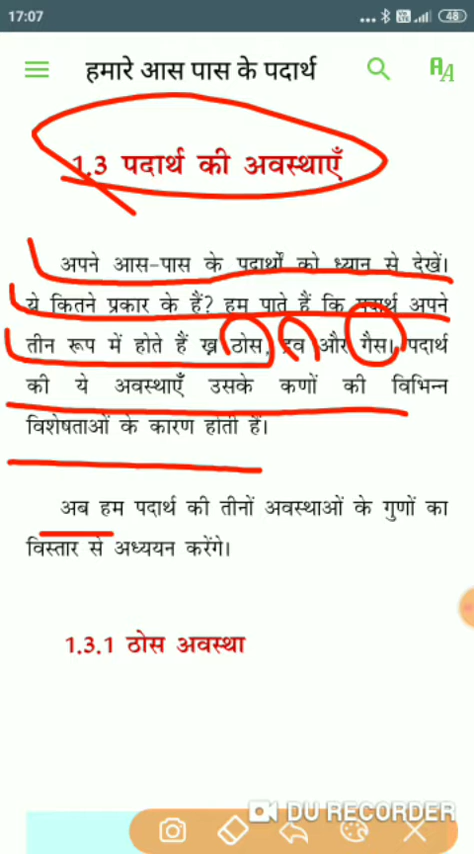 17:07
48
हमारे आस पास के पदार्थ
AA
1.3 पदार्थ की अवस्थाएँ
अपने आस-पास के पदार्थों को ध्यान से देखें।
ये कितने प्रकार के हैं? हम पाते हैं कि पदार्थ अपने
तीन रूप में होते हैं ख्र ठोस, द्रव और गैस। पदार्थ
की ये अवस्थाएँ उसके कणों की विभिन्न
विशेषताओं के कारण होती हैं।
अब हम पदार्थ की तीनों अवस्थाओं के गुणों का
विस्तार से अध्ययन करेंगे।
1.3.1 ठोस अवस्था
DU RECORDER